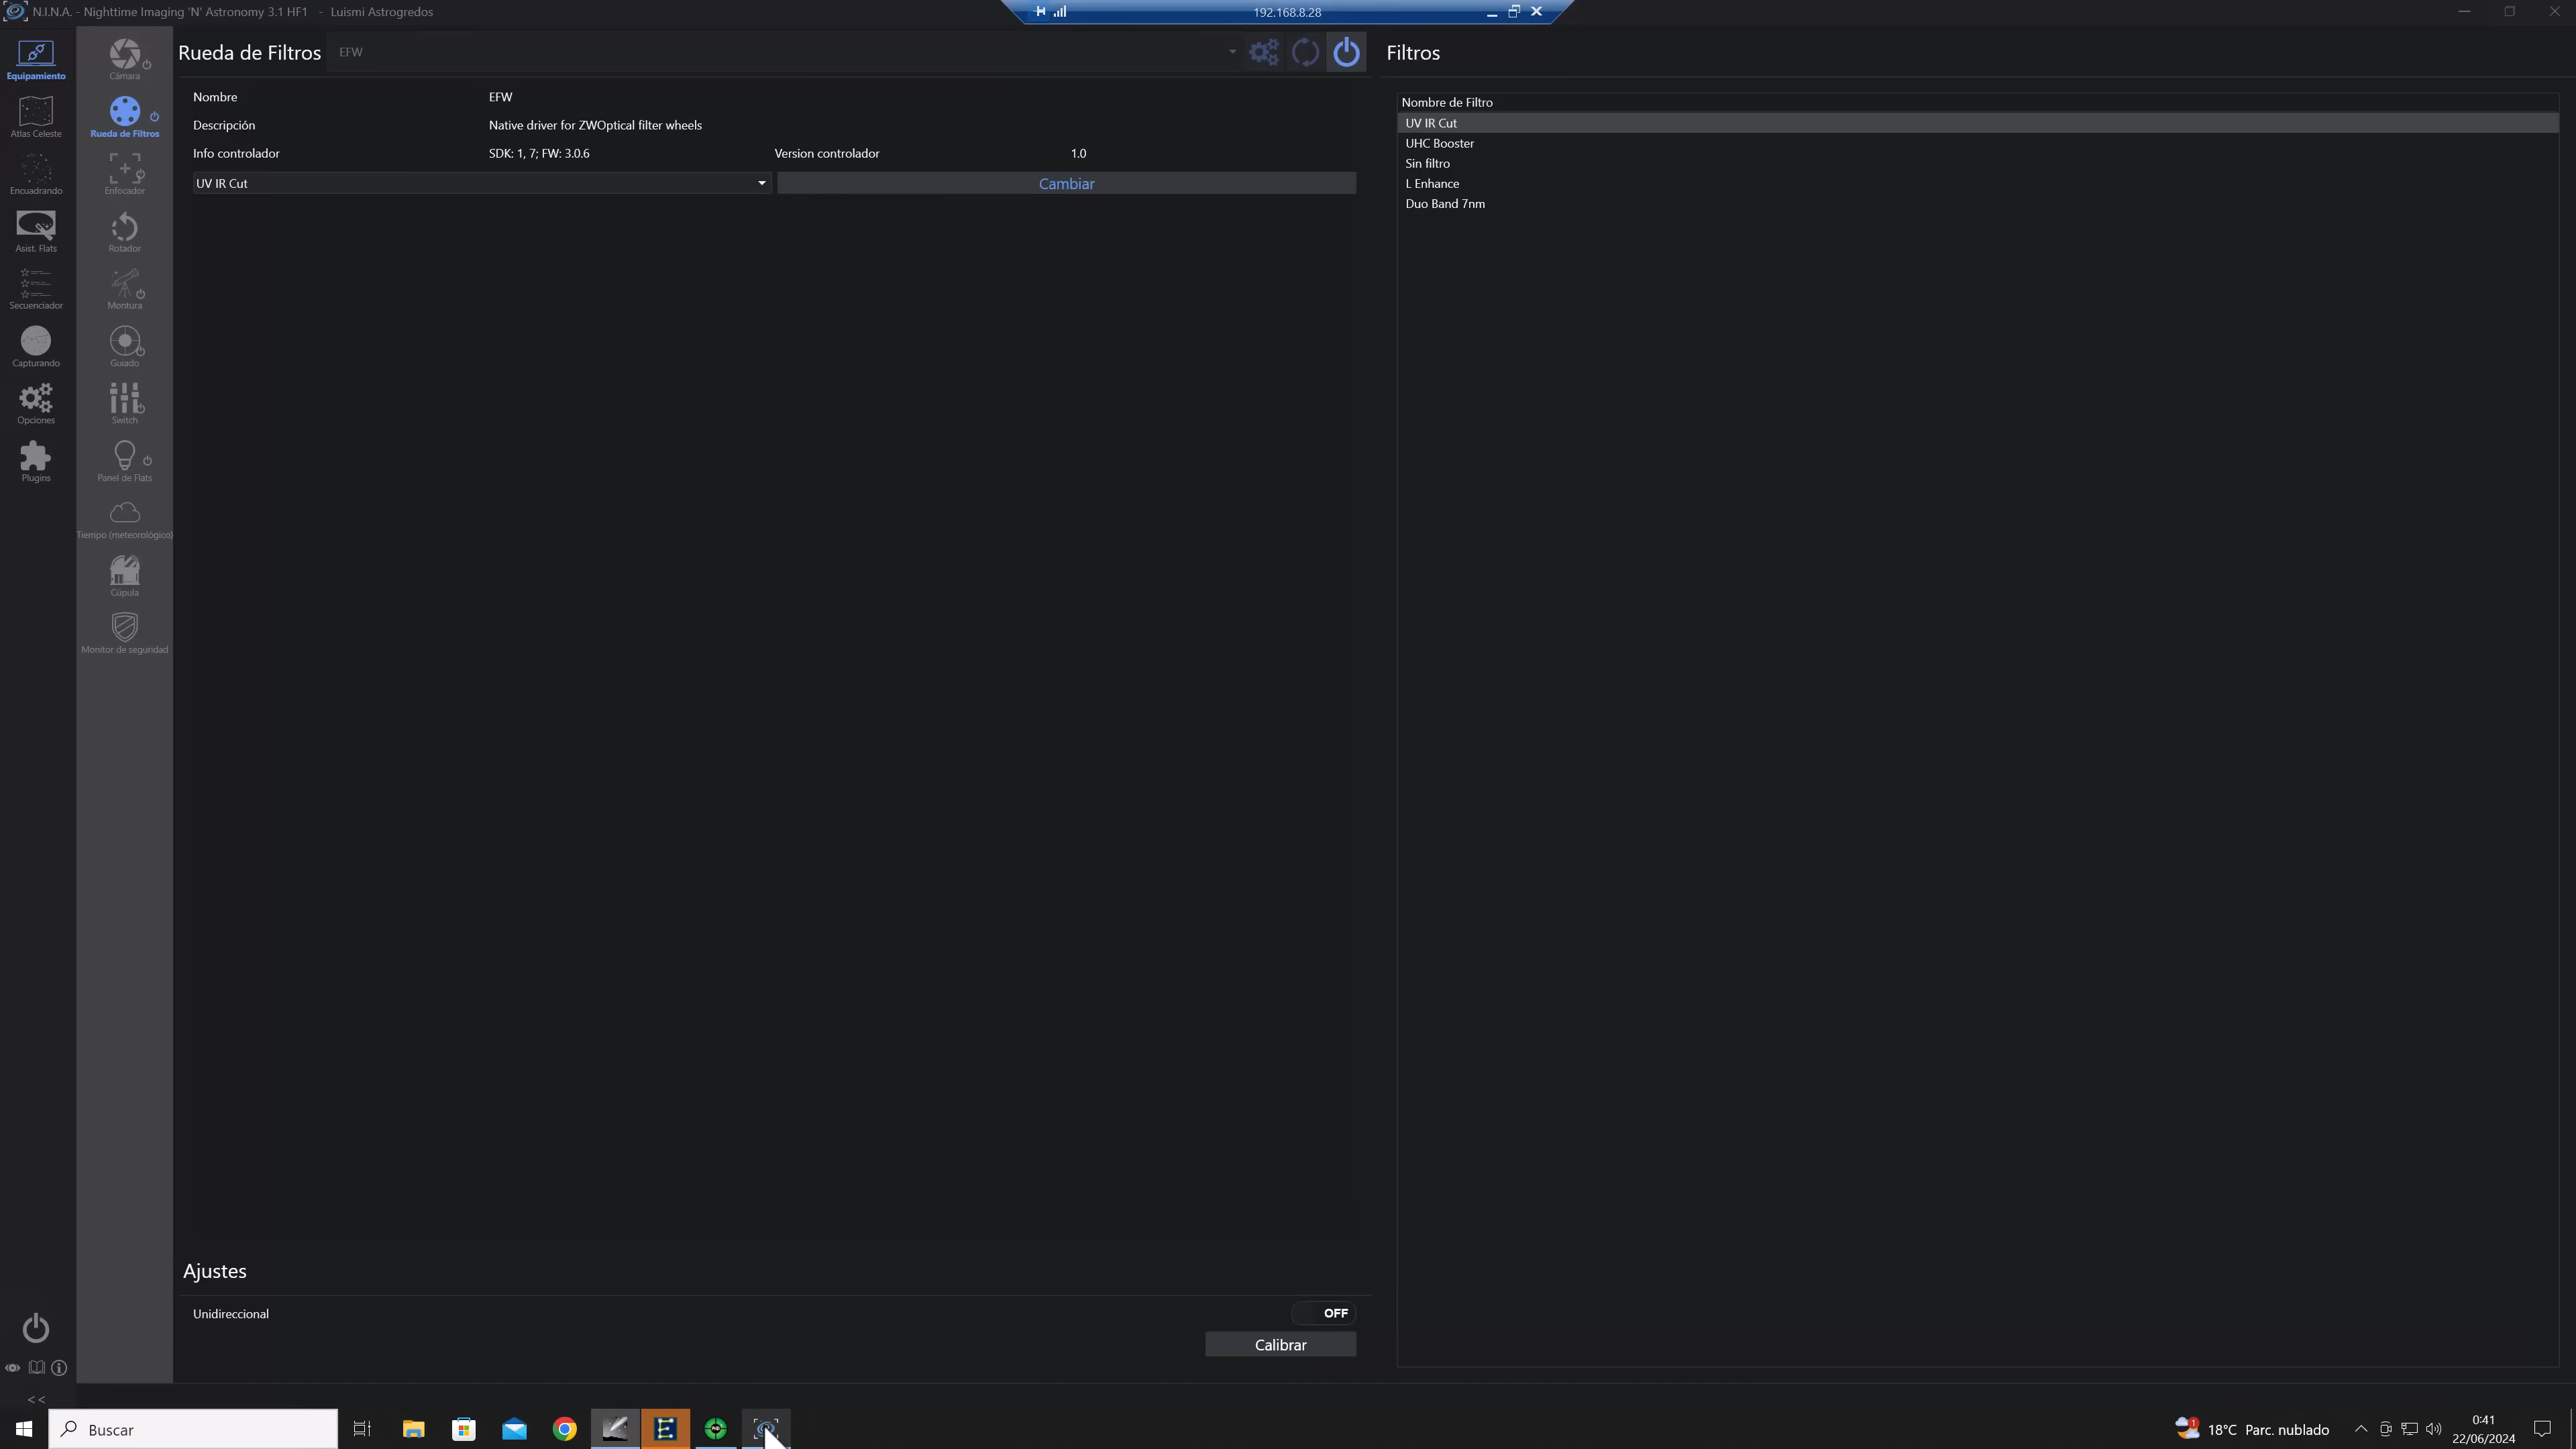 N.I.N.A. - Nighttime Imaging 'N' Astronomy 3.1 HF1 - Luismi Astrogredos
192.168.8.28
Equipamiento
Atlas Celeste
Encuadrando
Asist. Flats
Secuenciador
Capturando
Opciones
Plugins
<<
Cámara
Rueda de Filtros
Enfocador
Rotador
Montura
Guiado
Switch
Panel de Flats
Tiempo (meteorológico)
Cúpula
Monitor de seguridad
Rueda de Filtros EFW
Nombre EFW
Descripción Native driver for ZWOptical filter wheels
Info controlador SDK: 1, 7; FW: 3.0.6 Version controlador 1.0
UV IR Cut Cambiar
Ajustes
Unidireccional OFF
Calibrar
Filtros
Nombre de Filtro
UV IR Cut
UHC Booster
Sin filtro
L Enhance
Duo Band 7nm
Buscar
1
18°C Parc. nublado
0:41
22/06/2024